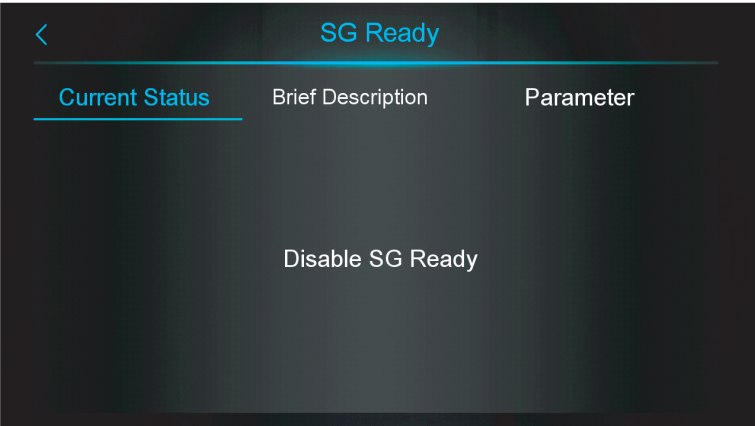 SG Ready
Current Status Brief Description Parameter
Disable SG Ready